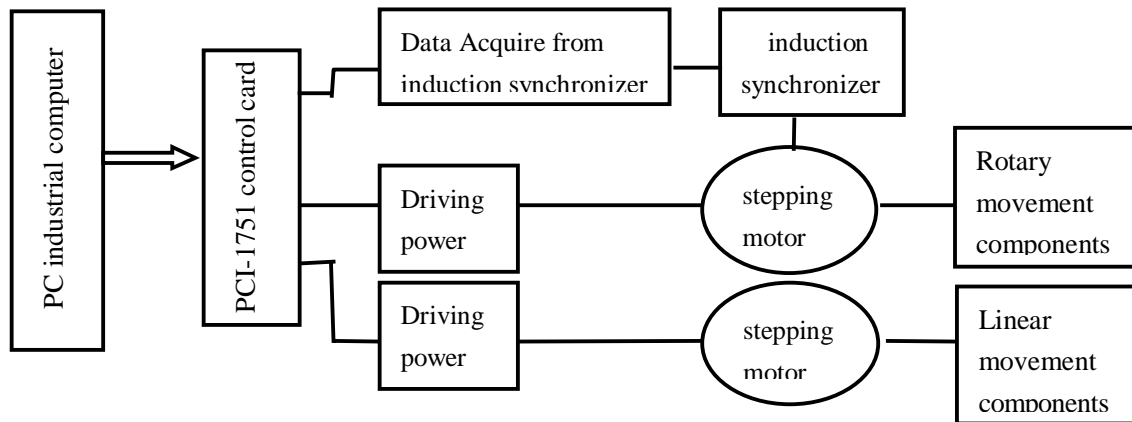 PC industrial computer
PCI-1751 control card
Data Acquire from
induction synchronizer
induction
synchronizer
Driving
power
stepping
motor
Rotary
movement
components
Driving
power
stepping
motor
Linear
movement
components